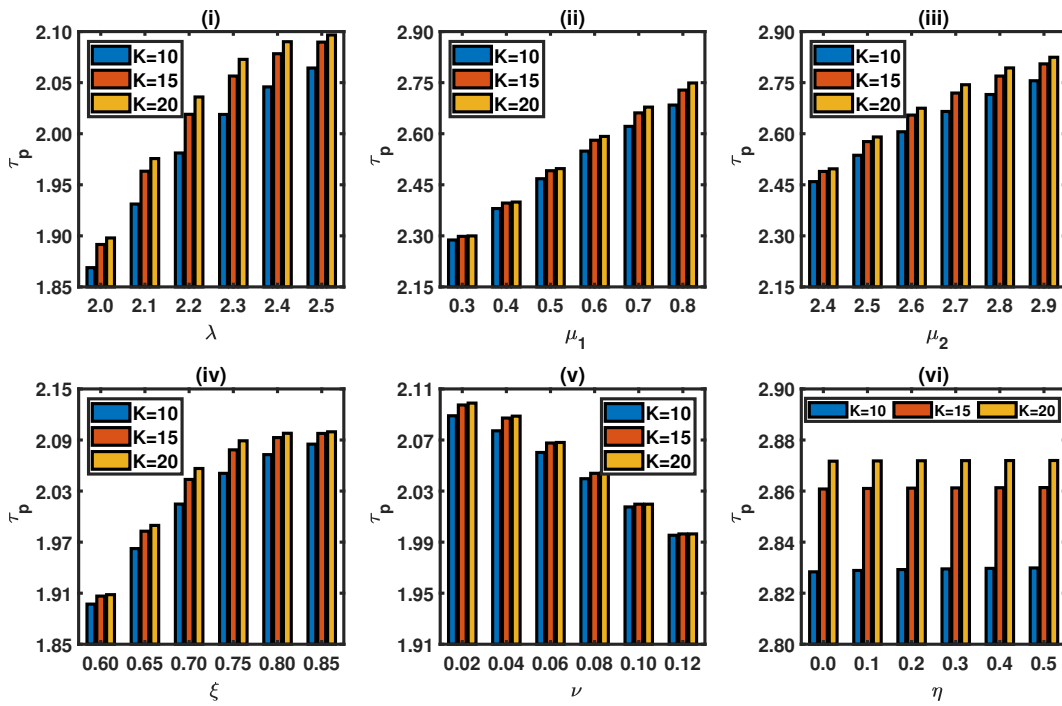 (i)
2.10
2.05
2.00
1.95
1.90
1.85
τp
K=10
K=15
K=20
2.0 2.1 2.2 2.3 2.4 2.5
λ
(ii)
2.90
2.75
2.60
2.45
2.30
2.15
τp
K=10
K=15
K=20
0.3 0.4 0.5 0.6 0.7 0.8
μ1
(iii)
2.90
2.75
2.60
2.45
2.30
2.15
τp
K=10
K=15
K=20
2.4 2.5 2.6 2.7 2.8 2.9
μ2
(iv)
2.15
2.09
2.03
1.97
1.91
1.85
τp
K=10
K=15
K=20
0.60 0.65 0.70 0.75 0.80 0.85
ξ
(v)
2.11
2.07
2.03
1.99
1.95
1.91
τp
K=10
K=15
K=20
0.02 0.04 0.06 0.08 0.10 0.12
ν
(vi)
2.90
2.88
2.86
2.84
2.82
2.80
τp
K=10 K=15 K=20
0.0 0.1 0.2 0.3 0.4 0.5
η